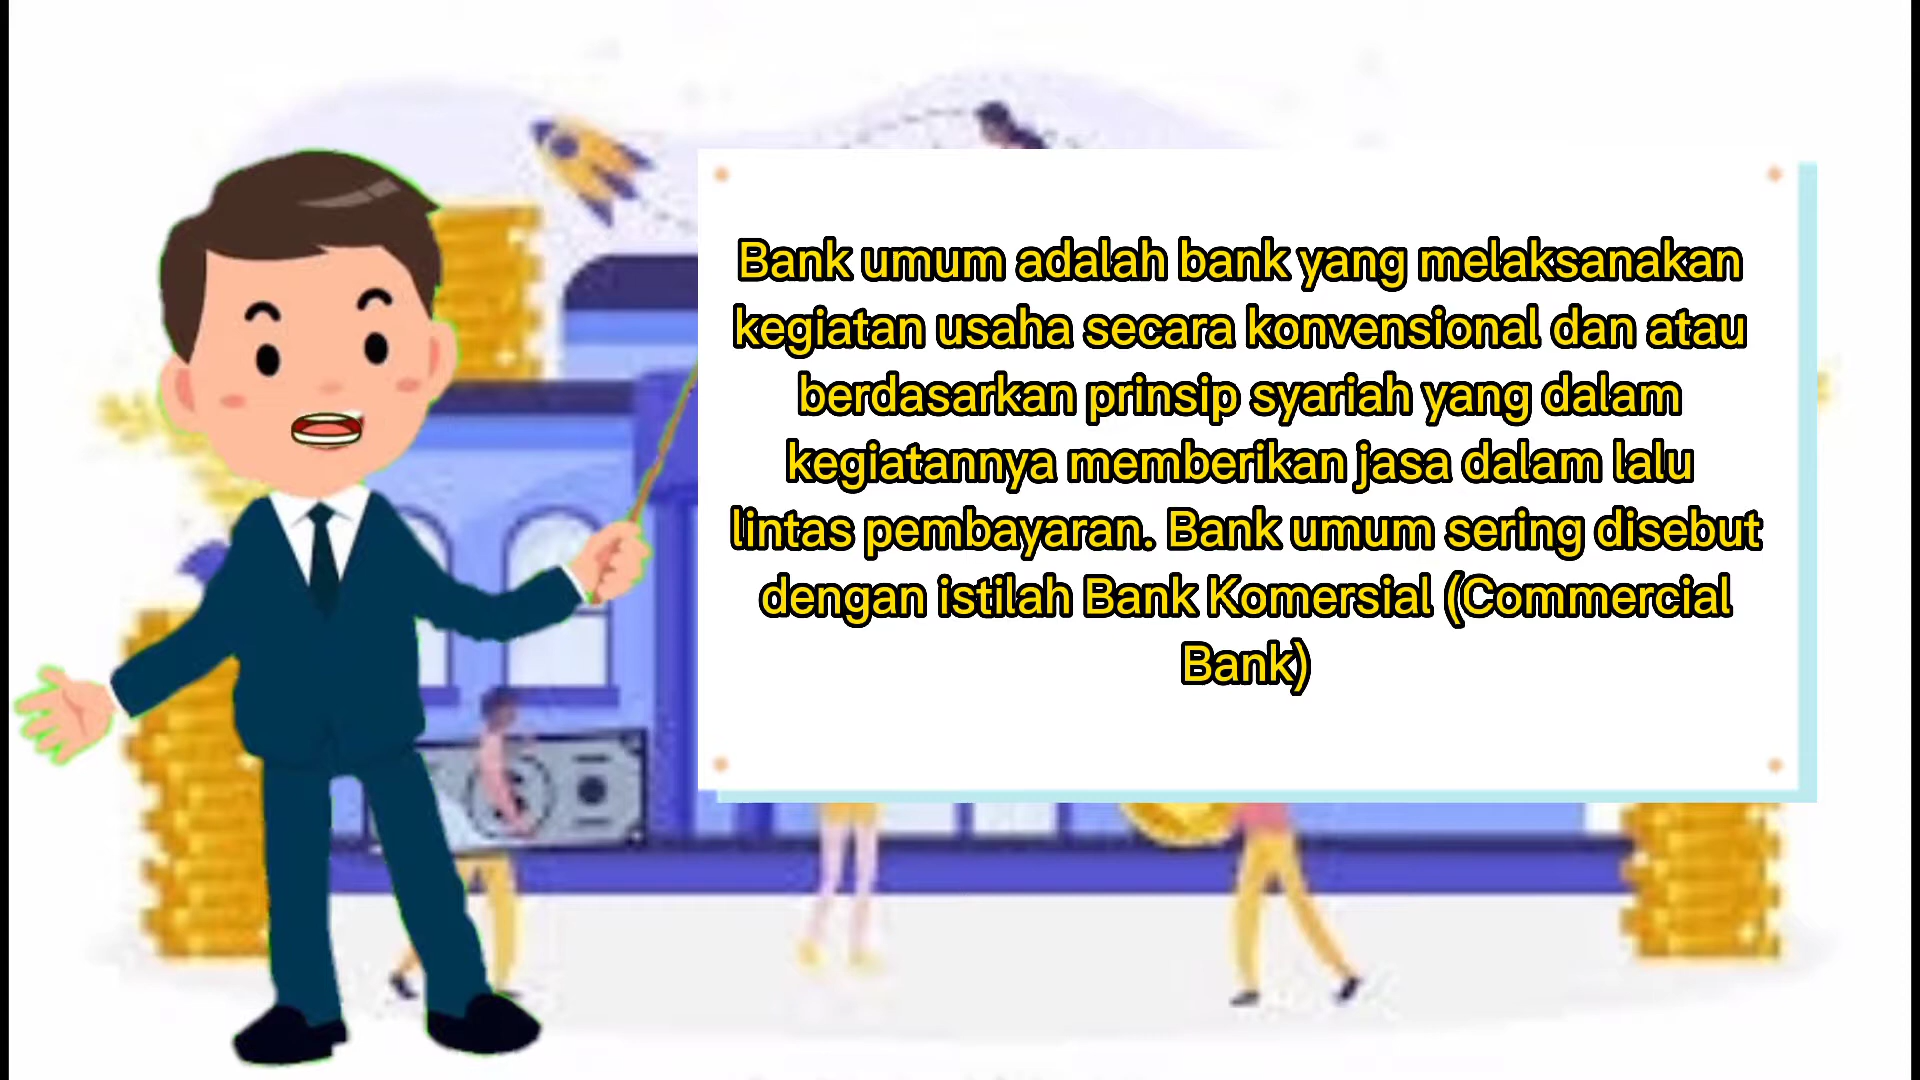 Bank umum adalah bank yang melaksanakan
kegiatan usaha secara konvensional dan atau
berdasarkan prinsip syariah yang dalam
kegiatannya memberikan jasa dalam lalu
lintas pembayaran. Bank umum sering disebut
dengan istilah Bank Komersial (Commercial
Bank)